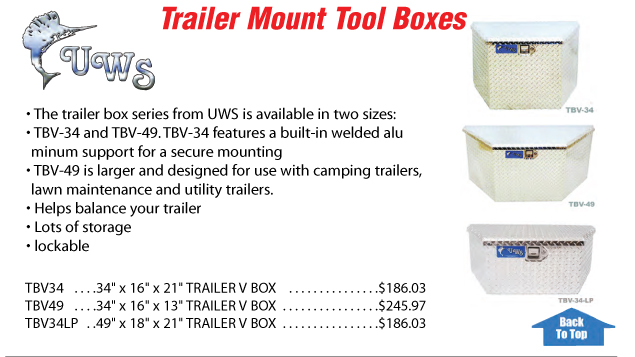 Trailer Mount Tool Boxes
UWS
TBV-34
• The trailer box series from UWS is available in two sizes:
• TBV-34 and TBV-49. TBV-34 features a built-in welded alu
minum support for a secure mounting
• TBV-49 is larger and designed for use with camping trailers,
lawn maintenance and utility trailers.
• Helps balance your trailer
• Lots of storage
• lockable
TBV-49
TBV34 ....34" x 16" x 21" TRAILER V BOX ...............$186.03
TBV49 ....34" x 16" x 13" TRAILER V BOX ................$245.97
TBV34LP ..49" x 18" x 21" TRAILER V BOX ................$186.03
TBV-34-LP
Back
To Top